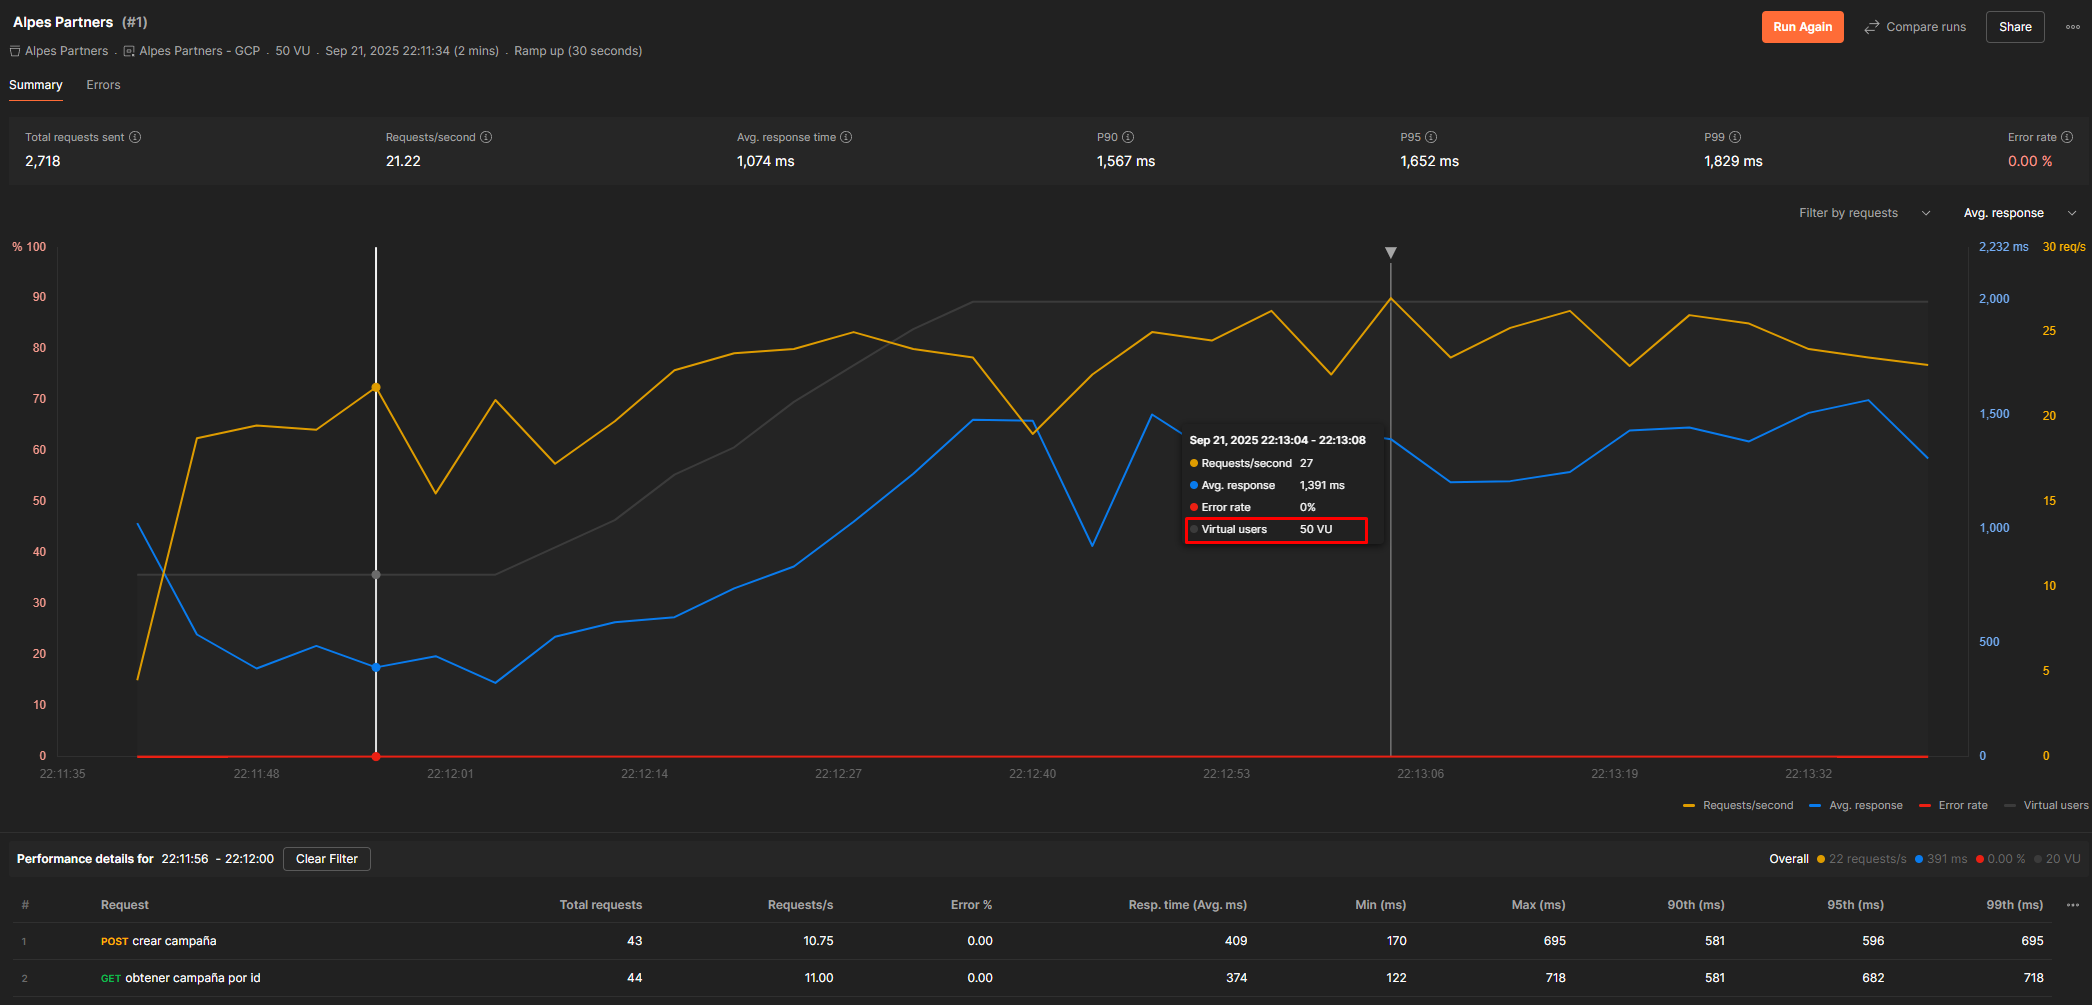 Alpes Partners (#1)
Run Again Compare runs Share
Alpes Partners . Alpes Partners - GCP . 50 VU . Sep 21, 2025 22:11:34 (2 mins) . Ramp up (30 seconds)
Summary Errors
Total requests sent Requests/second Avg. response time P90 P95 P99 Error rate
2,718 21.22 1,074 ms 1,567 ms 1,652 ms 1,829 ms 0.00 %
Filter by requests Avg. response
% 100 2,232 ms 30 req/s
90 2,000
25
80
70 1,500 20
60
Sep 21, 2025 22:13:04 - 22:13:08
Requests/second 27
Avg. response 1,391 ms
Error rate 0%
Virtual users 50 VU
50 15
40 1,000
10
30
20 500
5
10
0 0 0
22:11:35 22:11:48 22:12:01 22:12:14 22:12:27 22:12:40 22:12:53 22:13:06 22:13:19 22:13:32
Requests/second Avg. response Error rate Virtual users
Performance details for 22:11:56 - 22:12:00 Clear Filter Overall 22 requests/s 391 ms 0.00 % 20 VU
# Request Total requests Requests/s Error % Resp. time (Avg. ms) Min (ms) Max (ms) 90th (ms) 95th (ms) 99th (ms)
1 POST crear campaña 43 10.75 0.00 409 170 695 581 596 695
2 GET obtener campaña por id 44 11.00 0.00 374 122 718 581 682 718